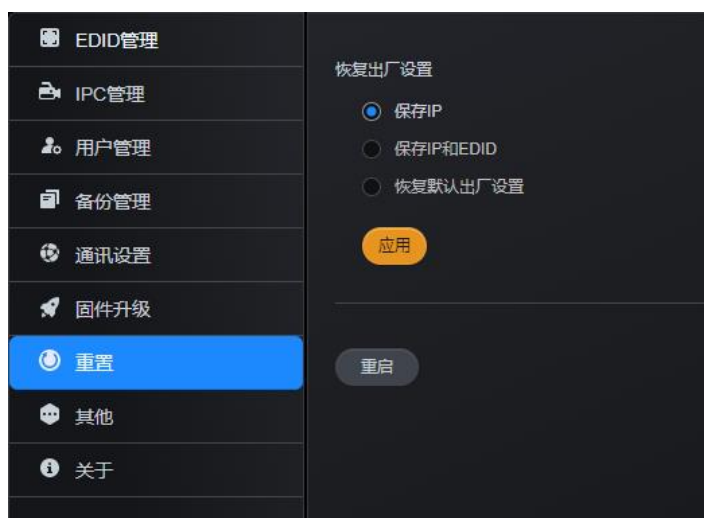 EDID管理
IPC管理
用户管理
备份管理
通讯设置
固件升级
重置
其他
关于
恢复出厂设置
保存IP
保存IP和EDID
恢复默认出厂设置
应用
重启